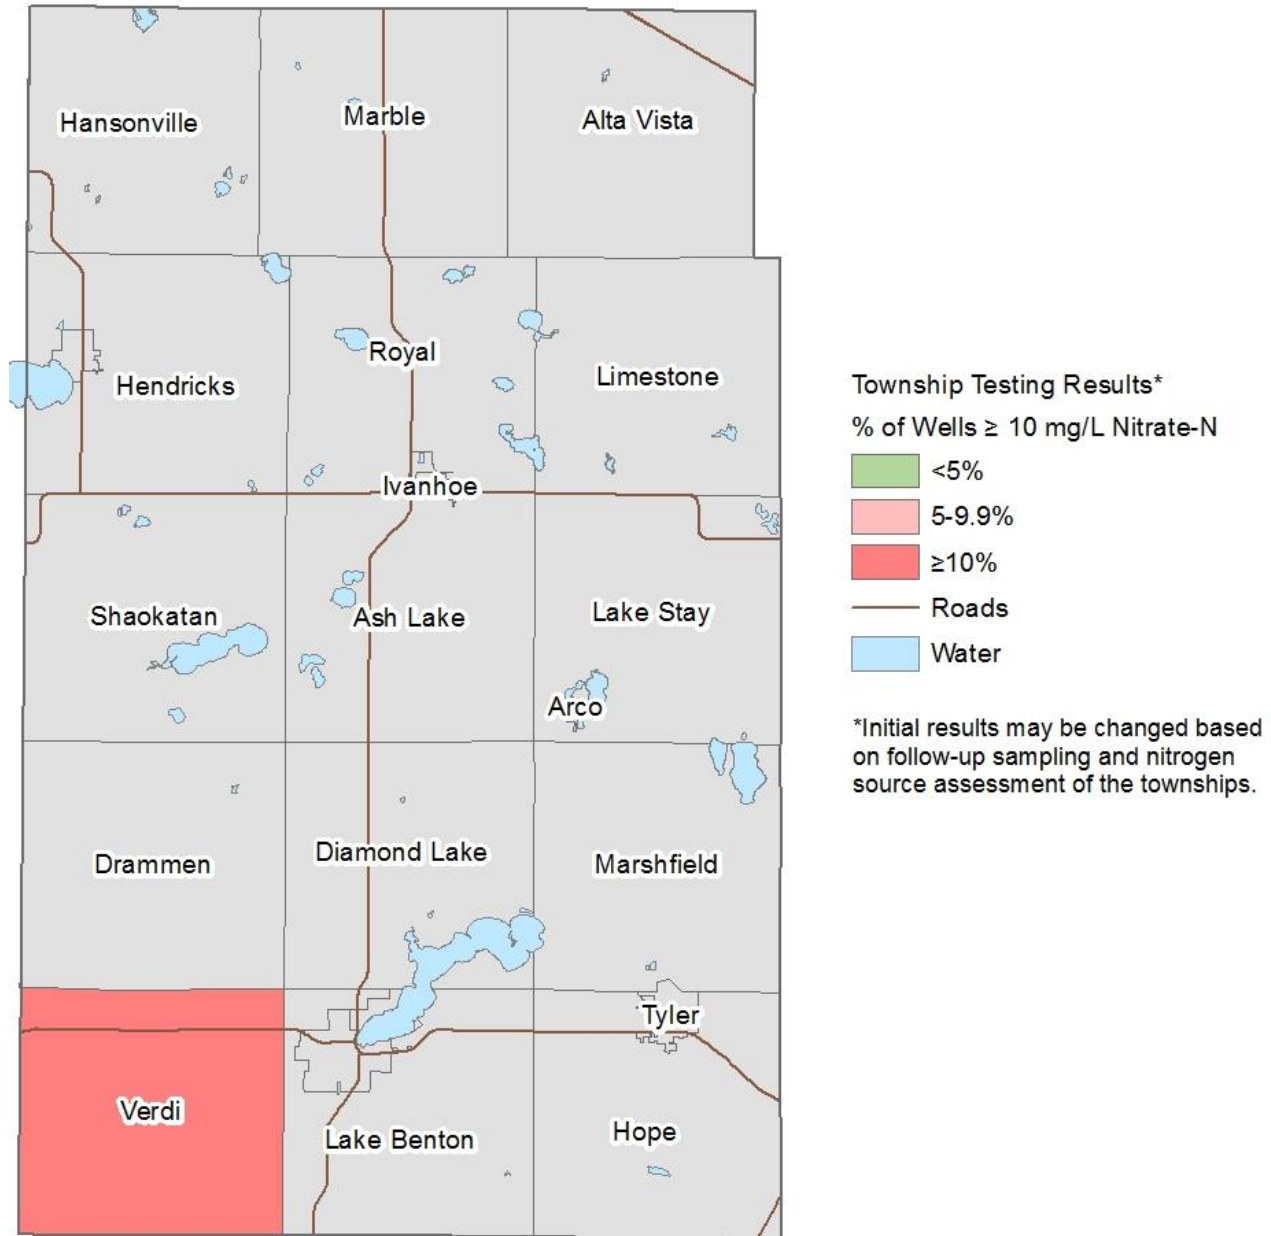 Hansonville
Marble
Alta Vista
Hendricks
Royal
Limestone
Ivanhoe
Shaokatan
Ash Lake
Lake Stay
Arco
Drammen
Diamond Lake
Marshfield
Tyler
Verdi
Lake Benton
Hope
Township Testing Results*
% of Wells ≥ 10 mg/L Nitrate-N
<5%
5-9.9%
≥10%
Roads
Water
*Initial results may be changed based
on follow-up sampling and nitrogen
source assessment of the townships.